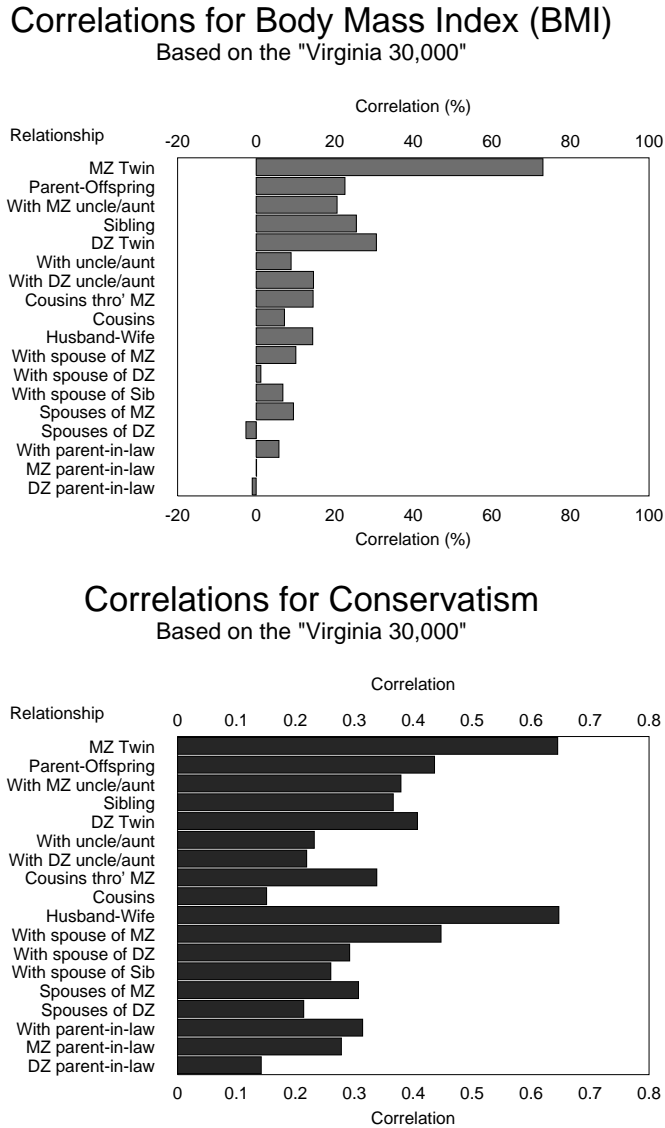 Correlations for Body Mass Index (BMI)
Based on the "Virginia 30,000"
Correlation (%)
Relationship -20 0 20 40 60 80 100
MZ Twin
Parent-Offspring
With MZ uncle/aunt
Sibling
DZ Twin
With uncle/aunt
With DZ uncle/aunt
Cousins thro' MZ
Cousins
Husband-Wife
With spouse of MZ
With spouse of DZ
With spouse of Sib
Spouses of MZ
Spouses of DZ
With parent-in-law
MZ parent-in-law
DZ parent-in-law
-20 0 20 40 60 80 100
Correlation (%)
Correlations for Conservatism
Based on the "Virginia 30,000"
Correlation
Relationship 0 0.1 0.2 0.3 0.4 0.5 0.6 0.7 0.8
MZ Twin
Parent-Offspring
With MZ uncle/aunt
Sibling
DZ Twin
With uncle/aunt
With DZ uncle/aunt
Cousins thro' MZ
Cousins
Husband-Wife
With spouse of MZ
With spouse of DZ
With spouse of Sib
Spouses of MZ
Spouses of DZ
With parent-in-law
MZ parent-in-law
DZ parent-in-law
0 0.1 0.2 0.3 0.4 0.5 0.6 0.7 0.8
Correlation